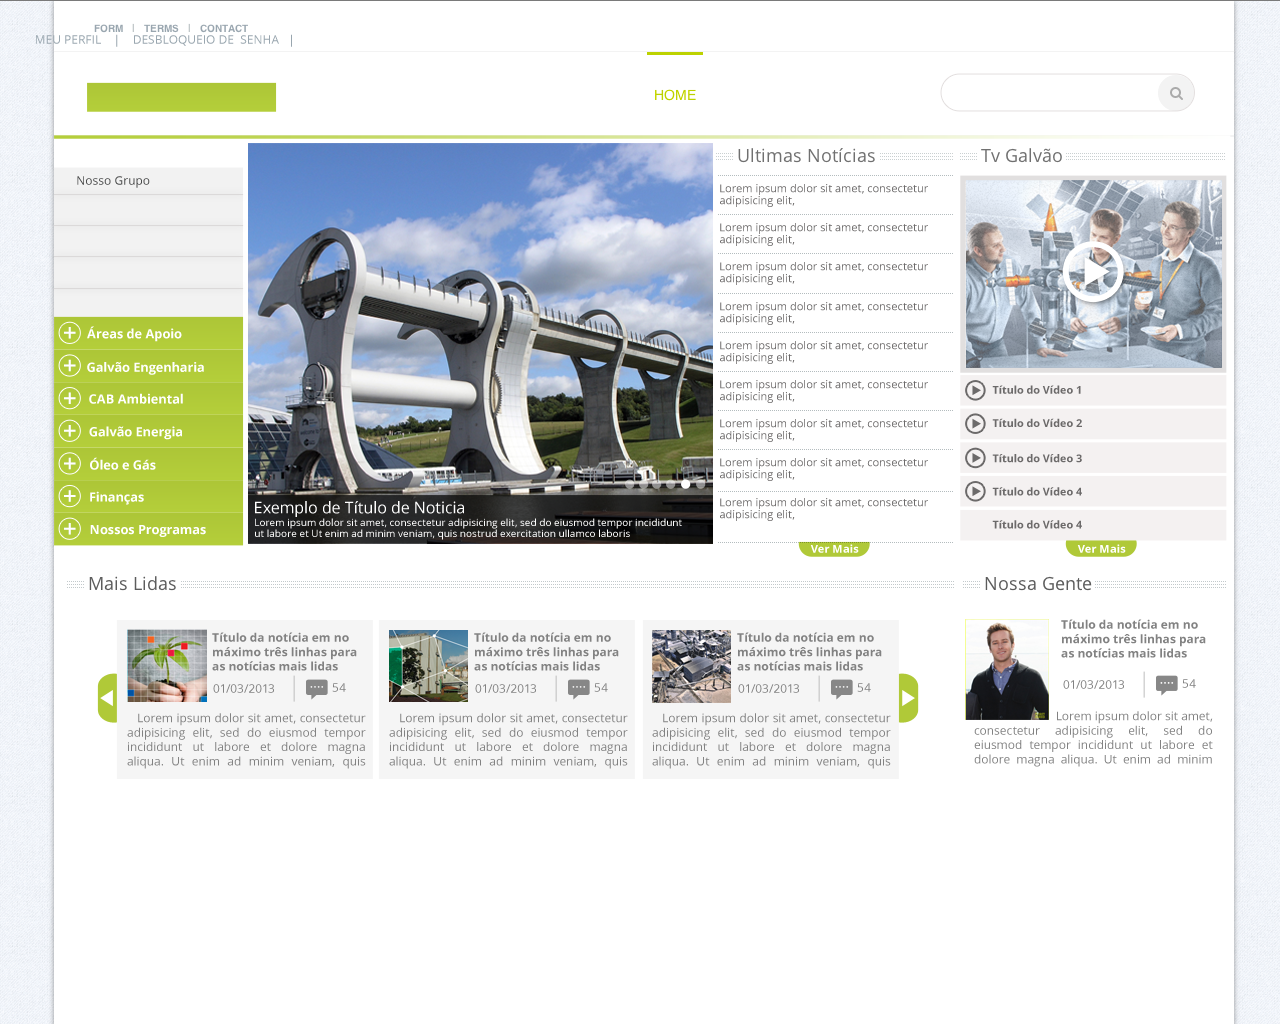 FORM | TERMS | CONTACT
MEU PERFIL | DESBLOQUEIO DE SENHA |
HOME
Nosso Grupo
Áreas de Apoio
Galvão Engenharia
CAB Ambiental
Galvão Energia
Óleo e Gás
Finanças
Nossos Programas
Exemplo de Título de Noticia
Lorem ipsum dolor sit amet, consectetur adipisicing elit, sed do eiusmod tempor incididunt
ut labore et Ut enim ad minim veniam, quis nostrud exercitation ullamco laboris
Ultimas Notícias
Lorem ipsum dolor sit amet, consectetur
adipisicing elit,
Lorem ipsum dolor sit amet, consectetur
adipisicing elit,
Lorem ipsum dolor sit amet, consectetur
adipisicing elit,
Lorem ipsum dolor sit amet, consectetur
adipisicing elit,
Lorem ipsum dolor sit amet, consectetur
adipisicing elit,
Lorem ipsum dolor sit amet, consectetur
adipisicing elit,
Lorem ipsum dolor sit amet, consectetur
adipisicing elit,
Lorem ipsum dolor sit amet, consectetur
adipisicing elit,
Lorem ipsum dolor sit amet, consectetur
adipisicing elit,
Ver Mais
Tv Galvão
Título do Vídeo 1
Título do Vídeo 2
Título do Vídeo 3
Título do Vídeo 4
Título do Vídeo 4
Ver Mais
Mais Lidas
Título da notícia em no
máximo três linhas para
as notícias mais lidas
01/03/2013 | 54
Lorem ipsum dolor sit amet, consectetur
adipisicing elit, sed do eiusmod tempor
incididunt ut labore et dolore magna
aliqua. Ut enim ad minim veniam, quis
Título da notícia em no
máximo três linhas para
as notícias mais lidas
01/03/2013 | 54
Lorem ipsum dolor sit amet, consectetur
adipisicing elit, sed do eiusmod tempor
incididunt ut labore et dolore magna
aliqua. Ut enim ad minim veniam, quis
Título da notícia em no
máximo três linhas para
as notícias mais lidas
01/03/2013 | 54
Lorem ipsum dolor sit amet, consectetur
adipisicing elit, sed do eiusmod tempor
incididunt ut labore et dolore magna
aliqua. Ut enim ad minim veniam, quis
Nossa Gente
Título da notícia em no
máximo três linhas para
as notícias mais lidas
01/03/2013 | 54
Lorem ipsum dolor sit amet,
consectetur adipisicing elit, sed do
eiusmod tempor incididunt ut labore et
dolore magna aliqua. Ut enim ad minim